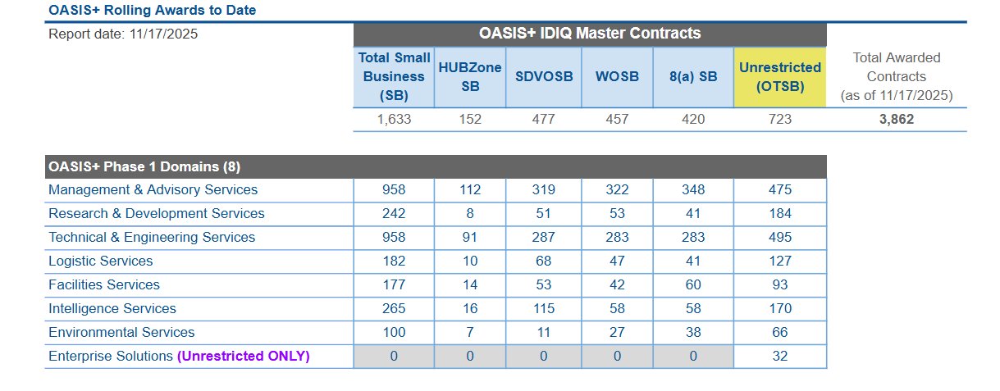 OASIS+ Rolling Awards to Date
Report date: 11/17/2025
OASIS+ IDIQ Master Contracts
Total Small Business (SB) HUBZone SB SDVOSB WOSB 8(a) SB Unrestricted (OTSB) Total Awarded Contracts (as of 11/17/2025)
1,633 152 477 457 420 723 3,862
OASIS+ Phase 1 Domains (8)
Management & Advisory Services 958 112 319 322 348 475
Research & Development Services 242 8 51 53 41 184
Technical & Engineering Services 958 91 287 283 283 495
Logistic Services 182 10 68 47 41 127
Facilities Services 177 14 53 42 60 93
Intelligence Services 265 16 115 58 58 170
Environmental Services 100 7 11 27 38 66
Enterprise Solutions (Unrestricted ONLY) 0 0 0 0 0 32